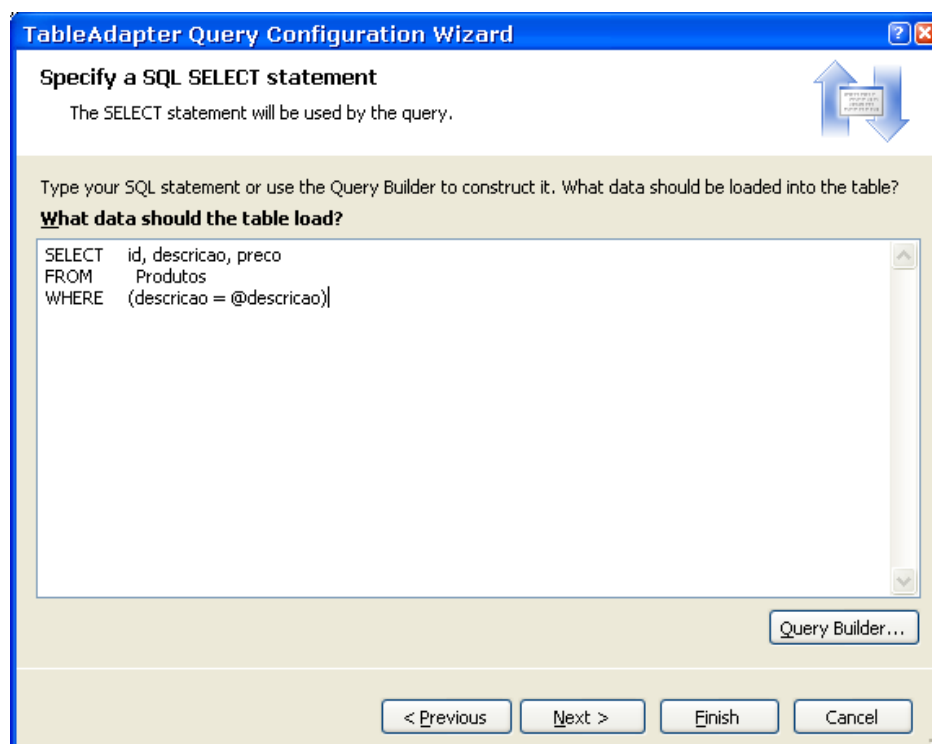 TableAdapter Query Configuration Wizard
Specify a SQL SELECT statement
The SELECT statement will be used by the query.
Type your SQL statement or use the Query Builder to construct it. What data should be loaded into the table?
What data should the table load?
SELECT id, descricao, preco
FROM Produtos
WHERE (descricao = @descricao)
Query Builder...
< Previous Next > Finish Cancel